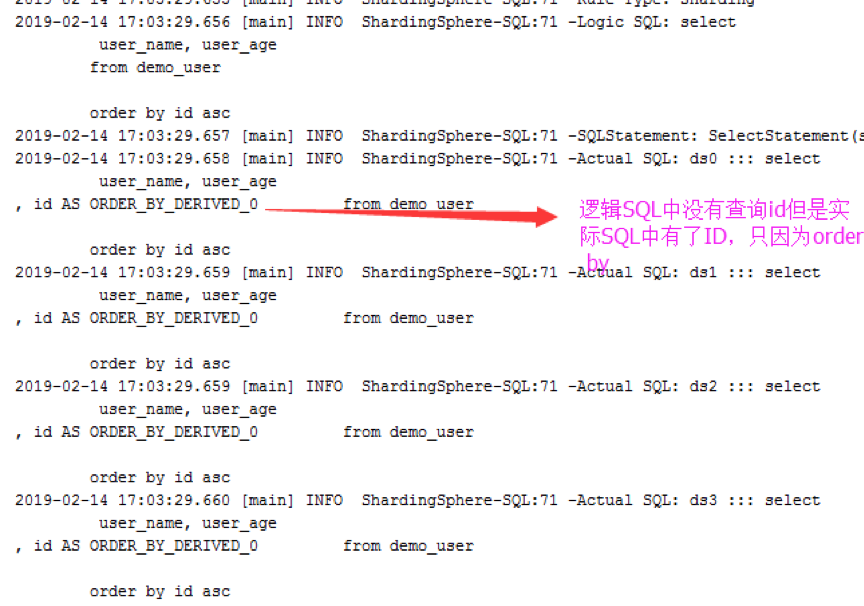 2019-02-14 17:03:29.655 [main] INFO  ShardingSphere-SQL:71 -Rule Type: sharding
2019-02-14 17:03:29.656 [main] INFO  ShardingSphere-SQL:71 -Logic SQL: select
user_name, user_age
from demo_user
order by id asc
2019-02-14 17:03:29.657 [main] INFO  ShardingSphere-SQL:71 -SQLStatement: SelectStatement(s
2019-02-14 17:03:29.658 [main] INFO  ShardingSphere-SQL:71 -Actual SQL: ds0 ::: select
user_name, user_age
, id AS ORDER_BY_DERIVED_0 from demo_user
逻辑SQL中没有查询id但是实
际SQL中有了ID，只因为order
by
order by id asc
2019-02-14 17:03:29.659 [main] INFO  ShardingSphere-SQL:71 -Actual SQL: ds1 ::: select
user_name, user_age
, id AS ORDER_BY_DERIVED_0 from demo_user
order by id asc
2019-02-14 17:03:29.659 [main] INFO  ShardingSphere-SQL:71 -Actual SQL: ds2 ::: select
user_name, user_age
, id AS ORDER_BY_DERIVED_0 from demo_user
order by id asc
2019-02-14 17:03:29.660 [main] INFO  ShardingSphere-SQL:71 -Actual SQL: ds3 ::: select
user_name, user_age
, id AS ORDER_BY_DERIVED_0 from demo_user
order by id asc